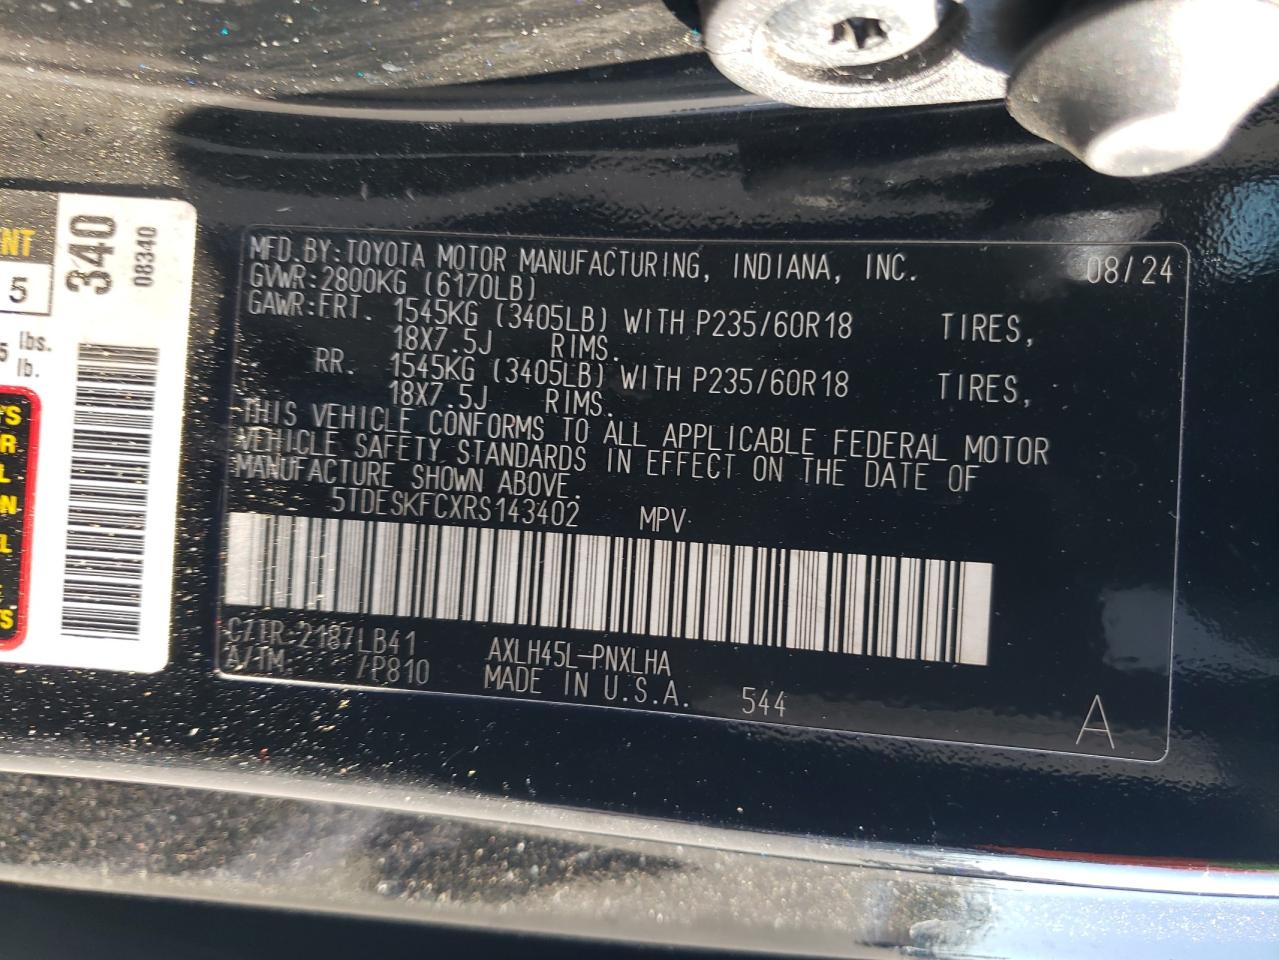 MFD.BY:TOYOTA MOTOR MANUFACTURING, INDIANA, INC. 08/24
GVWR:2800KG (6170LB)
GAWR:FRT. 1545KG (3405LB) WITH P235/60R18 TIRES,
18X7.5J RIMS.
RR. 1545KG (3405LB) WITH P235/60R18 TIRES,
18X7.5J RIMS.
THIS VEHICLE CONFORMS TO ALL APPLICABLE FEDERAL MOTOR
VEHICLE SAFETY STANDARDS IN EFFECT ON THE DATE OF
MANUFACTURE SHOWN ABOVE.
5TDESKFCXRS143402 MPV
C/TR:2187LB41 AXLH45L-PNXLHA
A/TM: /P810 MADE IN U.S.A. 544
A
340
08340
NT
5
lbs.
lb.